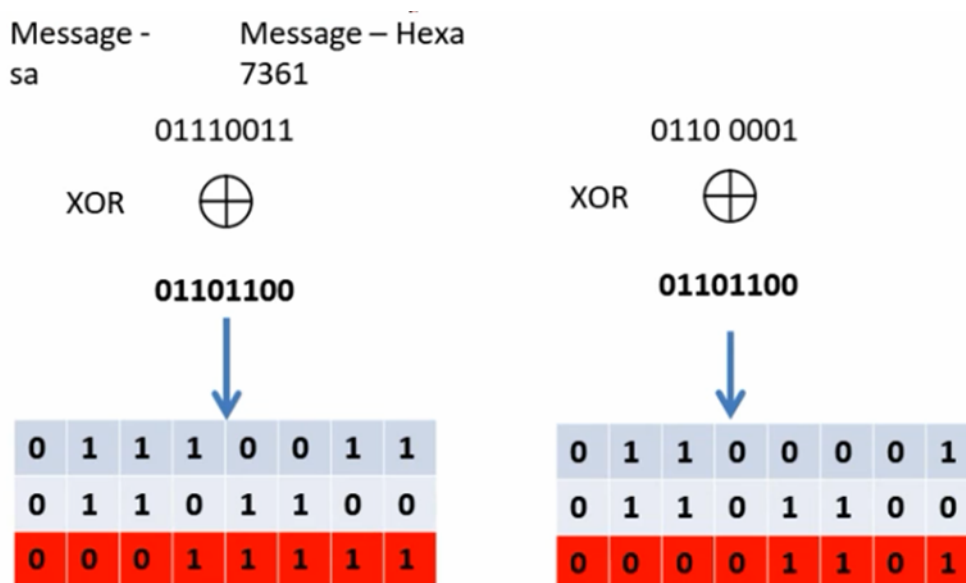 Message -
sa
Message – Hexa
7361
01110011
XOR
01101100
0 1 1 1 0 0 1 1
0 1 1 0 1 1 0 0
0 0 0 1 1 1 1 1
0110 0001
XOR
01101100
0 1 1 0 0 0 0 1
0 1 1 0 1 1 0 0
0 0 0 0 1 1 0 1